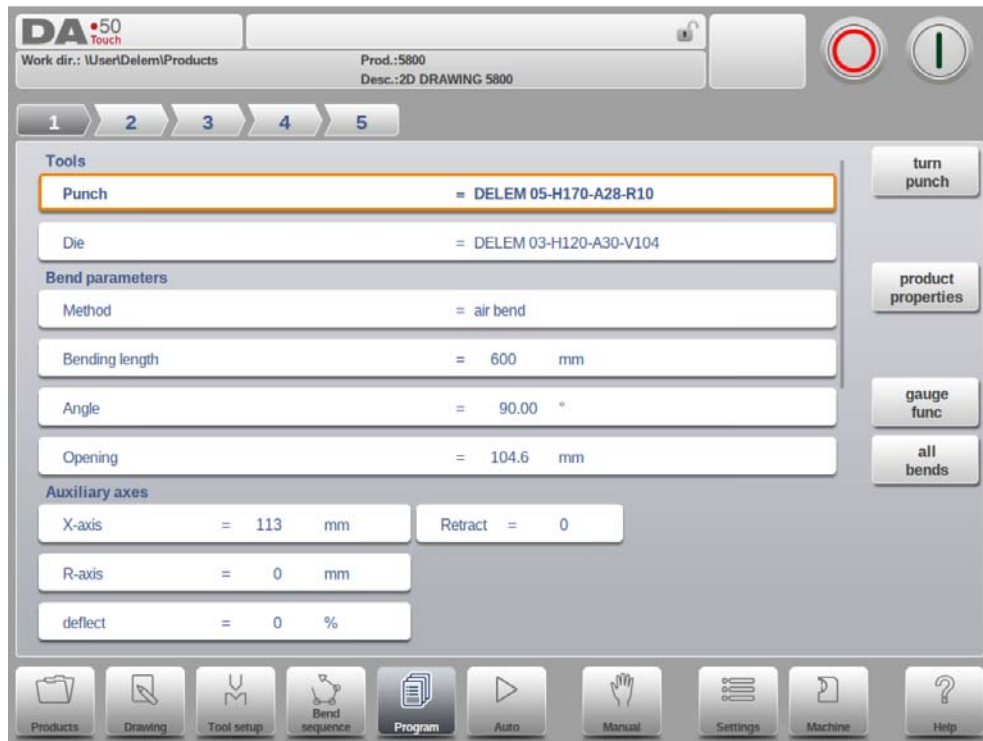 DA•50
Touch
Work dir.: \User\Delem\Products
Prod.:5800
Desc.:2D DRAWING 5800
1 2 3 4 5
Tools
Punch = DELEM 05-H170-A28-R10
Die = DELEM 03-H120-A30-V104
Bend parameters
Method = air bend
Bending length = 600 mm
Angle = 90.00 °
Opening = 104.6 mm
Auxiliary axes
X-axis = 113 mm Retract = 0
R-axis = 0 mm
deflect = 0 %
turn
punch
product
properties
gauge
func
all
bends
Products
Drawing
Tool setup
Bend
sequence
Program
Auto
Manual
Settings
Machine
Help